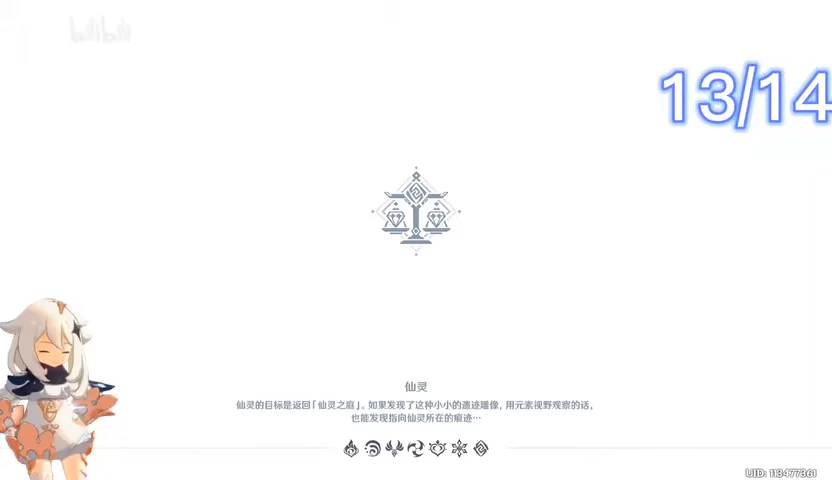 bilibili
13/14
仙灵
仙灵的目标是返回「仙灵之庭」。如果发现了这种小小的遗迹雕像，用元素视野观察的话，
也能发现指向仙灵所在的痕迹…
UID: 113477361